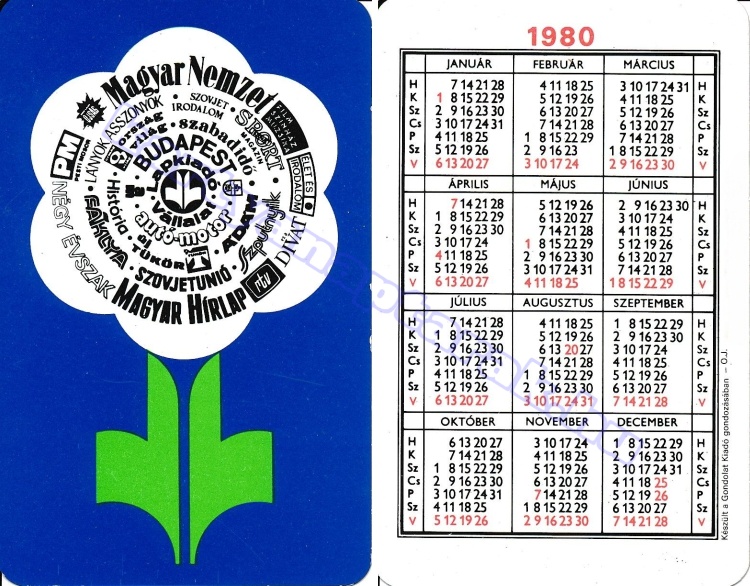 Magyar Nemzet
LÁNYOK ASSZONYOK
SZOVJET IRODALOM
SPORT
MAGAZIN
FILM SZÍNHÁZ MUZSIKA
ÉLET ÉS IRODALOM
PM
PESTI MŰSOR
ország világ
szabad idő
BUDAPEST
Lapkiadó Vállalat
História
autó-motor
ÁDÁM
Szputnyik
DIVAT
NÉGY ÉVSZAK
FÁKLYA
új TÜKÖR
SZOVJETUNIÓ
MAGYAR HÍRLAP
1980
JANUÁR FEBRUÁR MÁRCIUS
H 7 14 21 28 4 11 18 25 3 10 17 24 31 H
K 1 8 15 22 29 5 12 19 26 4 11 18 25 K
Sz 2 9 16 23 30 6 13 20 27 5 12 19 26 Sz
Cs 3 10 17 24 31 7 14 21 28 6 13 20 27 Cs
P 4 11 18 25 1 8 15 22 29 7 14 21 28 P
Sz 5 12 19 26 2 9 16 23 1 8 15 22 29 Sz
V 6 13 20 27 3 10 17 24 2 9 16 23 30 V
ÁPRILIS MÁJUS JÚNIUS
H 7 14 21 28 5 12 19 26 2 9 16 23 30 H
K 1 8 15 22 29 6 13 20 27 3 10 17 24 K
Sz 2 9 16 23 30 7 14 21 28 4 11 18 25 Sz
Cs 3 10 17 24 1 8 15 22 29 5 12 19 26 Cs
P 4 11 18 25 2 9 16 23 30 6 13 20 27 P
Sz 5 12 19 26 3 10 17 24 31 7 14 21 28 Sz
V 6 13 20 27 4 11 18 25 1 8 15 22 29 V
JÚLIUS AUGUSZTUS SZEPTEMBER
H 7 14 21 28 4 11 18 25 1 8 15 22 29 H
K 1 8 15 22 29 5 12 19 26 2 9 16 23 30 K
Sz 2 9 16 23 30 6 13 20 27 3 10 17 24 Sz
Cs 3 10 17 24 31 7 14 21 28 4 11 18 25 Cs
P 4 11 18 25 1 8 15 22 29 5 12 19 26 P
Sz 5 12 19 26 2 9 16 23 30 6 13 20 27 Sz
V 6 13 20 27 3 10 17 24 31 7 14 21 28 V
OKTÓBER NOVEMBER DECEMBER
H 6 13 20 27 3 10 17 24 1 8 15 22 29 H
K 7 14 21 28 4 11 18 25 2 9 16 23 30 K
Sz 1 8 15 22 29 5 12 19 26 3 10 17 24 31 Sz
Cs 2 9 16 23 30 6 13 20 27 4 11 18 25 Cs
P 3 10 17 24 31 7 14 21 28 5 12 19 26 P
Sz 4 11 18 25 1 8 15 22 29 6 13 20 27 Sz
V 5 12 19 26 2 9 16 23 30 7 14 21 28 V
Készült a Gondolat Kiadó gondozásában – O.J.